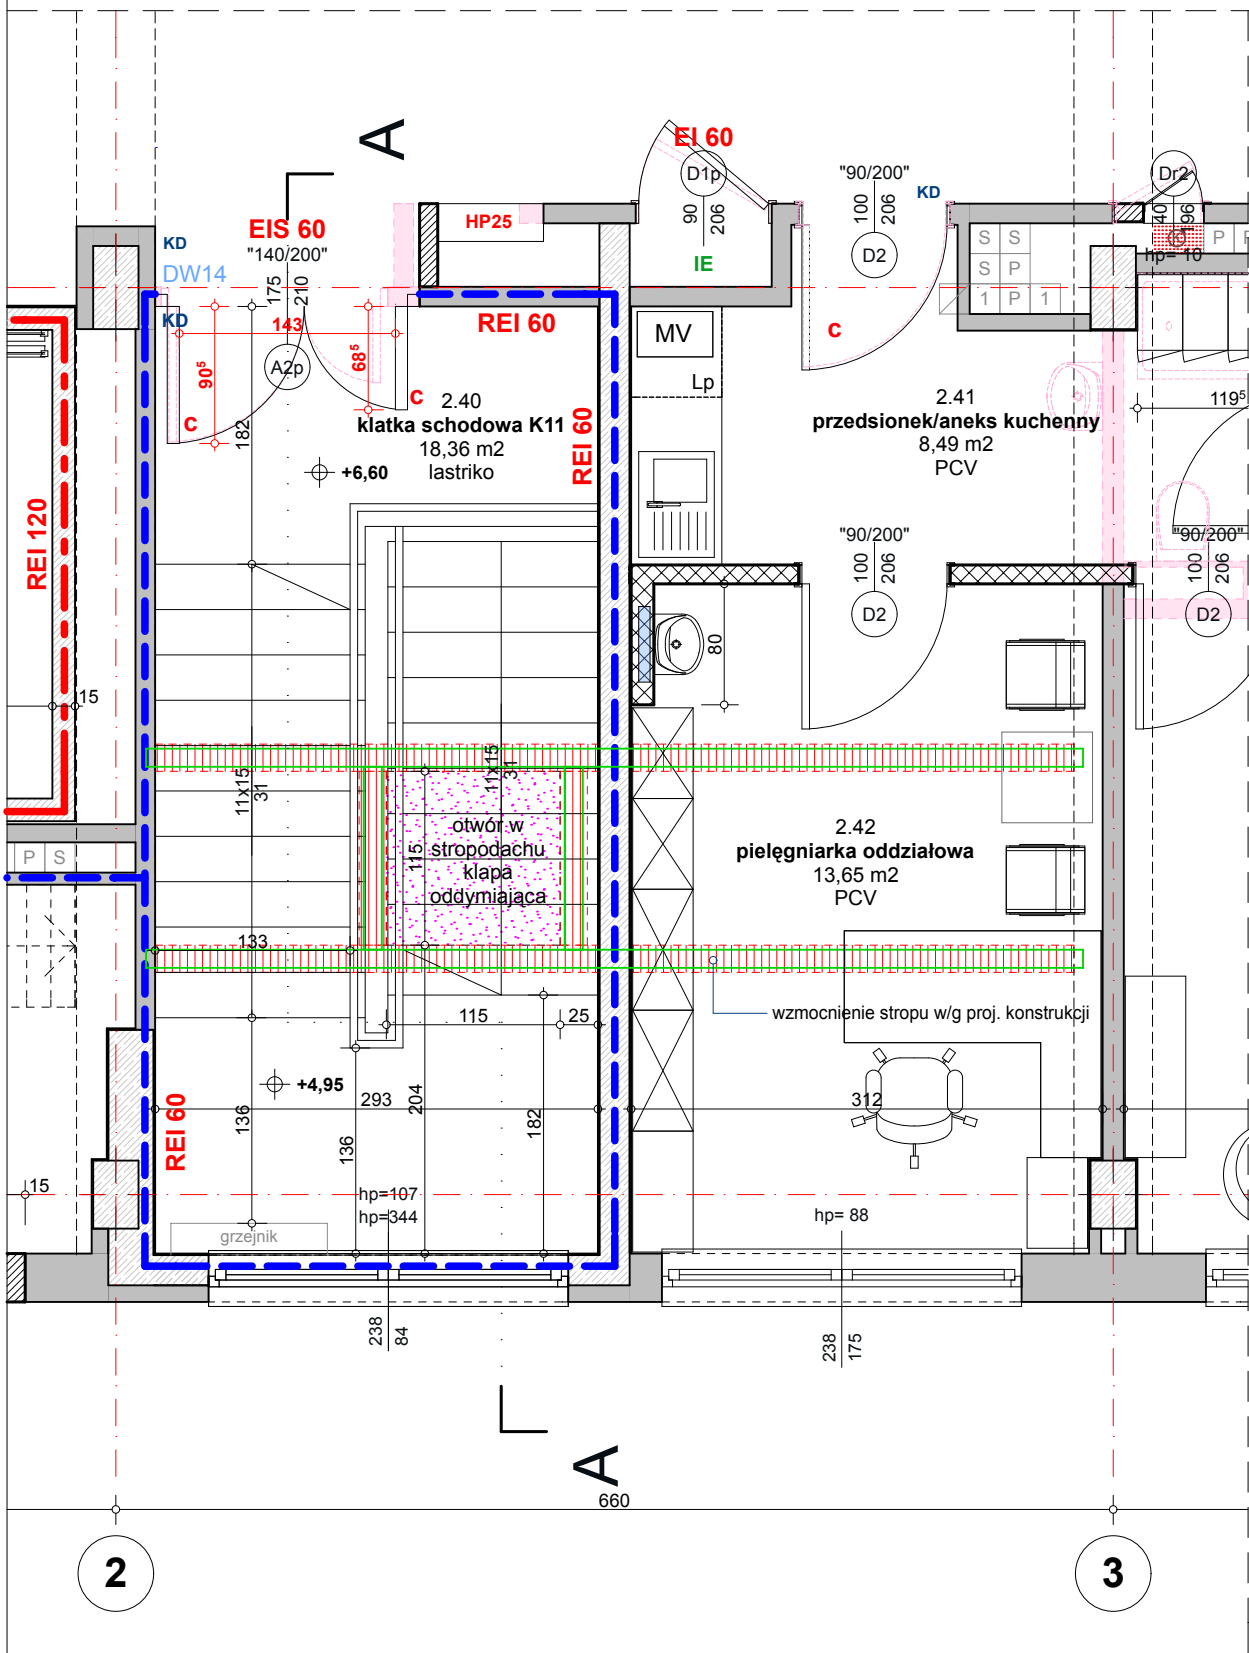 A
EI 60
D1p
90
206
IE
"90/200"
100
206
D2
KD
Dr2
40
196
hp= 10
HP25
EIS 60
"140/200"
175
210
KD
DW14
KD
143
90⁵
68⁵
A2p
C
C
182
REI 60
REI 60
2.40
klatka schodowa K11
18,36 m2
lastriko
+6,60
MV
Lp
C
S S
S P
1 P 1
P
2.41
przedsionek/aneks kuchenny
8,49 m2
PCV
119⁵
"90/200"
100
206
D2
"90/200"
100
206
D2
REI 120
15
80
11x15
31
11x15
31
otwór w
stropodachu
klapa
oddymiająca
115
P S
2.42
pielęgniarka oddziałowa
13,65 m2
PCV
133
115
25
wzmocnienie stropu w/g proj. konstrukcji
+4,95
REI 60
136
293
204
182
136
312
15
hp=107
hp=344
grzejnik
hp= 88
238
84
238
175
A
660
2
3